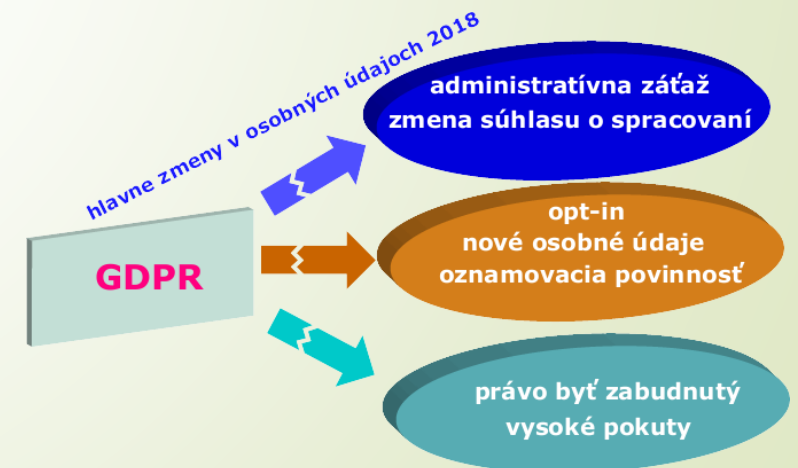 hlavne zmeny v osobných údajoch 2018
GDPR
administratívna záťaž
zmena súhlasu o spracovaní
opt-in
nové osobné údaje
oznamovacia povinnosť
právo byť zabudnutý
vysoké pokuty